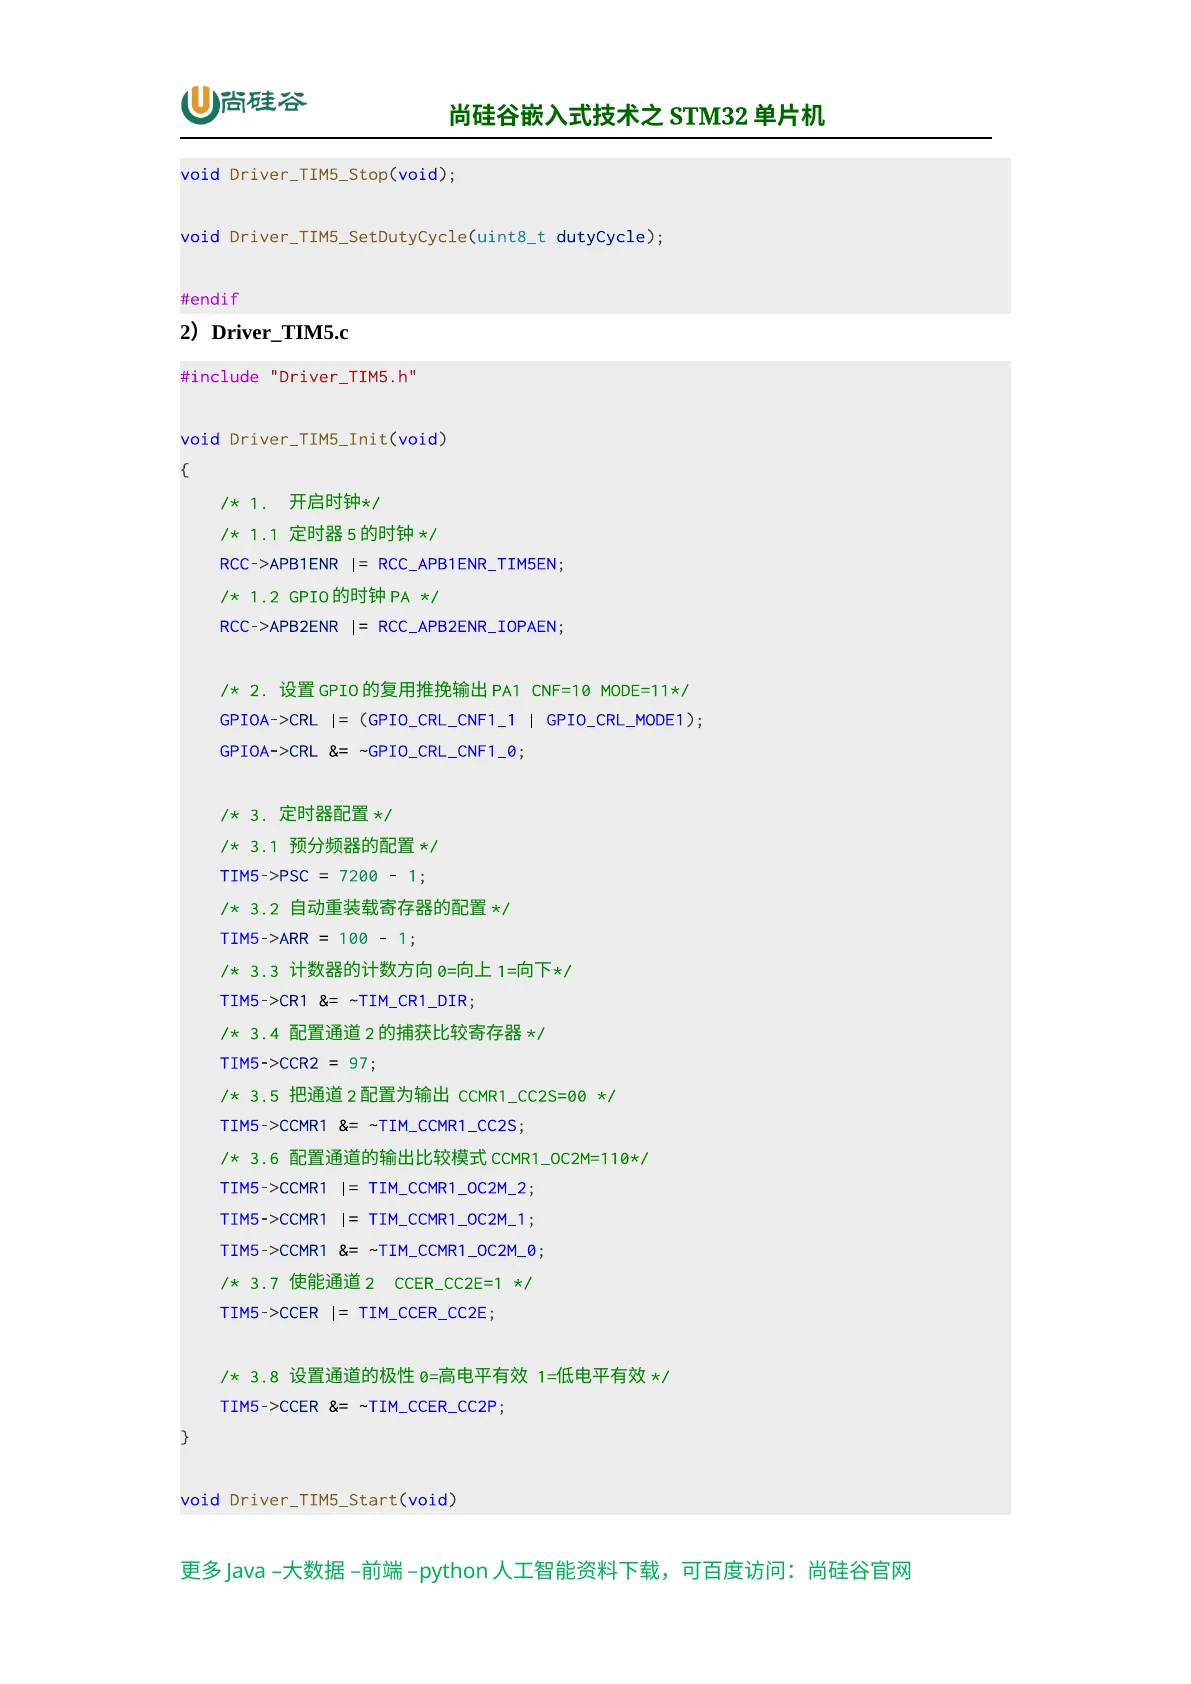 尚硅谷
尚硅谷嵌入式技术之 STM32 单片机
void Driver_TIM5_Stop(void);
void Driver_TIM5_SetDutyCycle(uint8_t dutyCycle);
#endif
2）Driver_TIM5.c
#include "Driver_TIM5.h"
void Driver_TIM5_Init(void)
{
/* 1.  开启时钟*/
/* 1.1 定时器 5 的时钟 */
RCC->APB1ENR |= RCC_APB1ENR_TIM5EN;
/* 1.2 GPIO 的时钟 PA */
RCC->APB2ENR |= RCC_APB2ENR_IOPAEN;
/* 2. 设置 GPIO 的复用推挽输出 PA1 CNF=10 MODE=11*/
GPIOA->CRL |= (GPIO_CRL_CNF1_1 | GPIO_CRL_MODE1);
GPIOA->CRL &= ~GPIO_CRL_CNF1_0;
/* 3. 定时器配置 */
/* 3.1 预分频器的配置 */
TIM5->PSC = 7200 - 1;
/* 3.2 自动重装载寄存器的配置 */
TIM5->ARR = 100 - 1;
/* 3.3 计数器的计数方向 0=向上 1=向下*/
TIM5->CR1 &= ~TIM_CR1_DIR;
/* 3.4 配置通道 2 的捕获比较寄存器 */
TIM5->CCR2 = 97;
/* 3.5 把通道 2 配置为输出 CCMR1_CC2S=00 */
TIM5->CCMR1 &= ~TIM_CCMR1_CC2S;
/* 3.6 配置通道的输出比较模式 CCMR1_OC2M=110*/
TIM5->CCMR1 |= TIM_CCMR1_OC2M_2;
TIM5->CCMR1 |= TIM_CCMR1_OC2M_1;
TIM5->CCMR1 &= ~TIM_CCMR1_OC2M_0;
/* 3.7 使能通道 2  CCER_CC2E=1 */
TIM5->CCER |= TIM_CCER_CC2E;
/* 3.8 设置通道的极性 0=高电平有效 1=低电平有效 */
TIM5->CCER &= ~TIM_CCER_CC2P;
}
void Driver_TIM5_Start(void)
更多 Java –大数据 –前端 –python 人工智能资料下载，可百度访问：尚硅谷官网